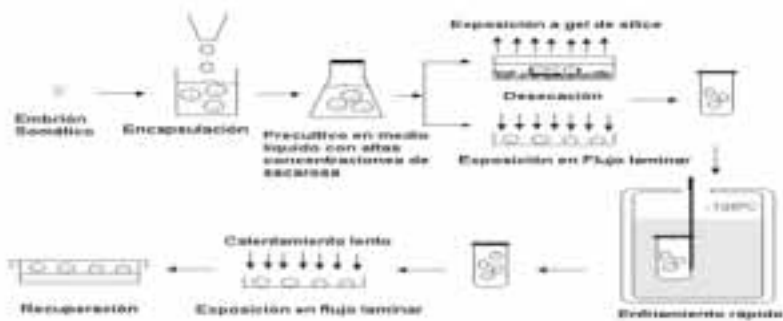 Exposición a gel de sílice
Embrión
Somático
Encapsulación
Precultivo en medio
líquido con altas
concentraciones de
sacarosa
Desecación
Exposición en Flujo laminar
Calentamiento lento
Recuperación
Exposición en flujo laminar
Enfriamiento rápido